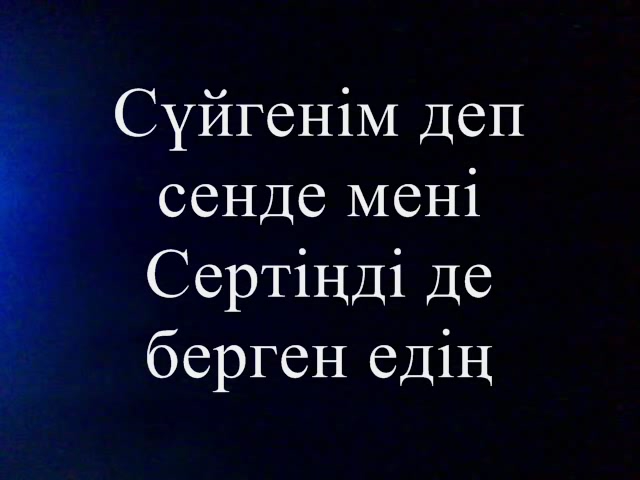 Сүйгенім деп
сенде мені
Сертіңді де
берген едің